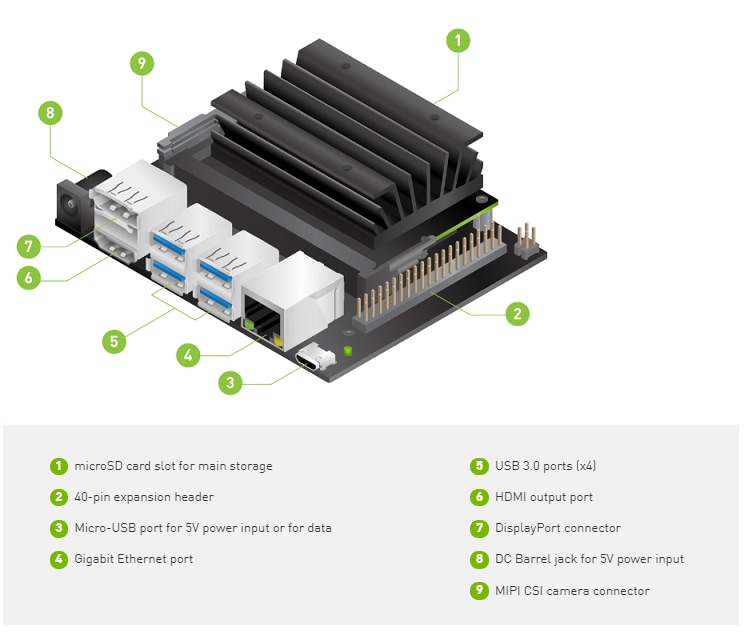 1
9
8
7
6
2
5
4
3
1 microSD card slot for main storage
2 40-pin expansion header
3 Micro-USB port for 5V power input or for data
4 Gigabit Ethernet port
5 USB 3.0 ports (x4)
6 HDMI output port
7 DisplayPort connector
8 DC Barrel jack for 5V power input
9 MIPI CSI camera connector